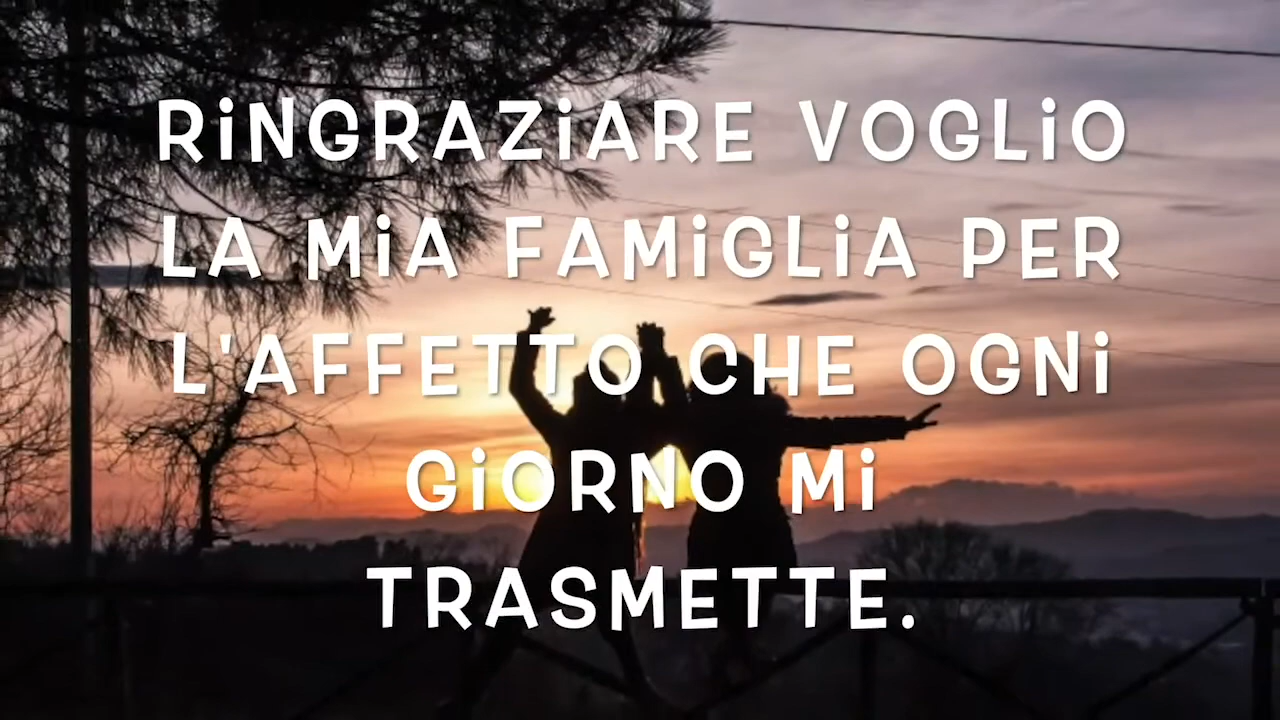 RiNGRAZiARE VOGLiO
LA MiA FAMiGLiA PER
L'AFFETTO CHE OGNi
GiORNO Mi
TRASMETTE.